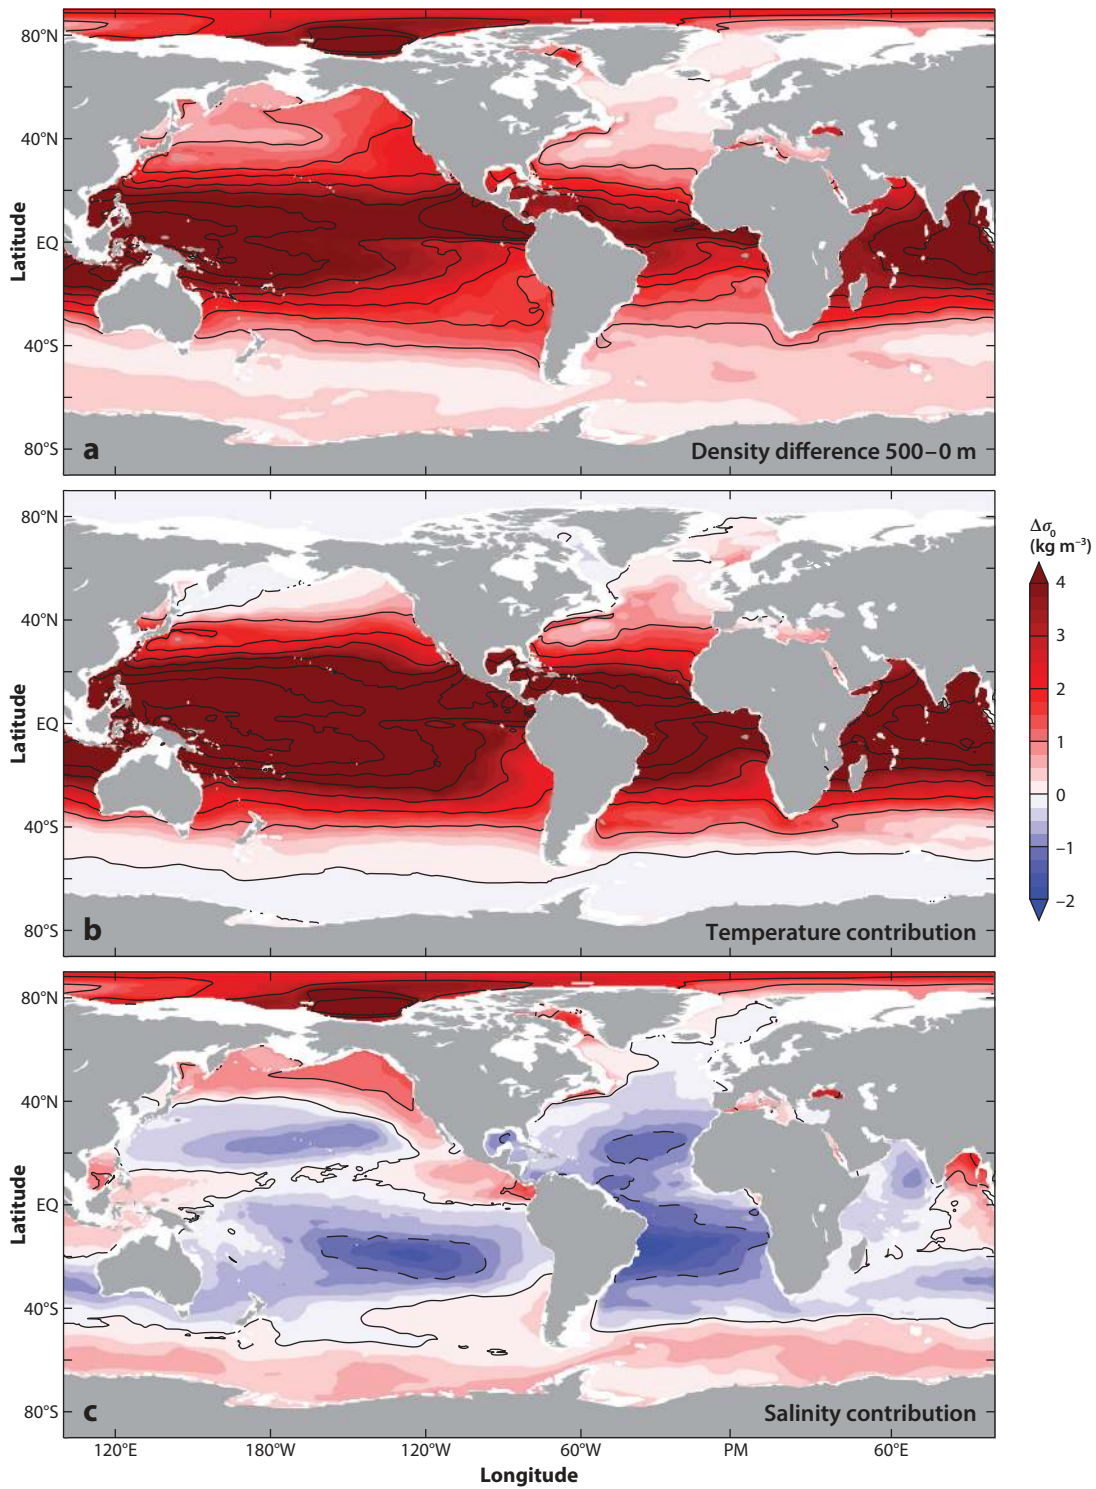 80°N
40°N
EQ
40°S
80°S
Latitude
a
Density difference 500–0 m
80°N
40°N
EQ
40°S
80°S
Latitude
b
Temperature contribution
Δσ₀
(kg m⁻³)
4
3
2
1
0
–1
–2
80°N
40°N
EQ
40°S
80°S
Latitude
c
Salinity contribution
120°E 180°W 120°W 60°W PM 60°E
Longitude